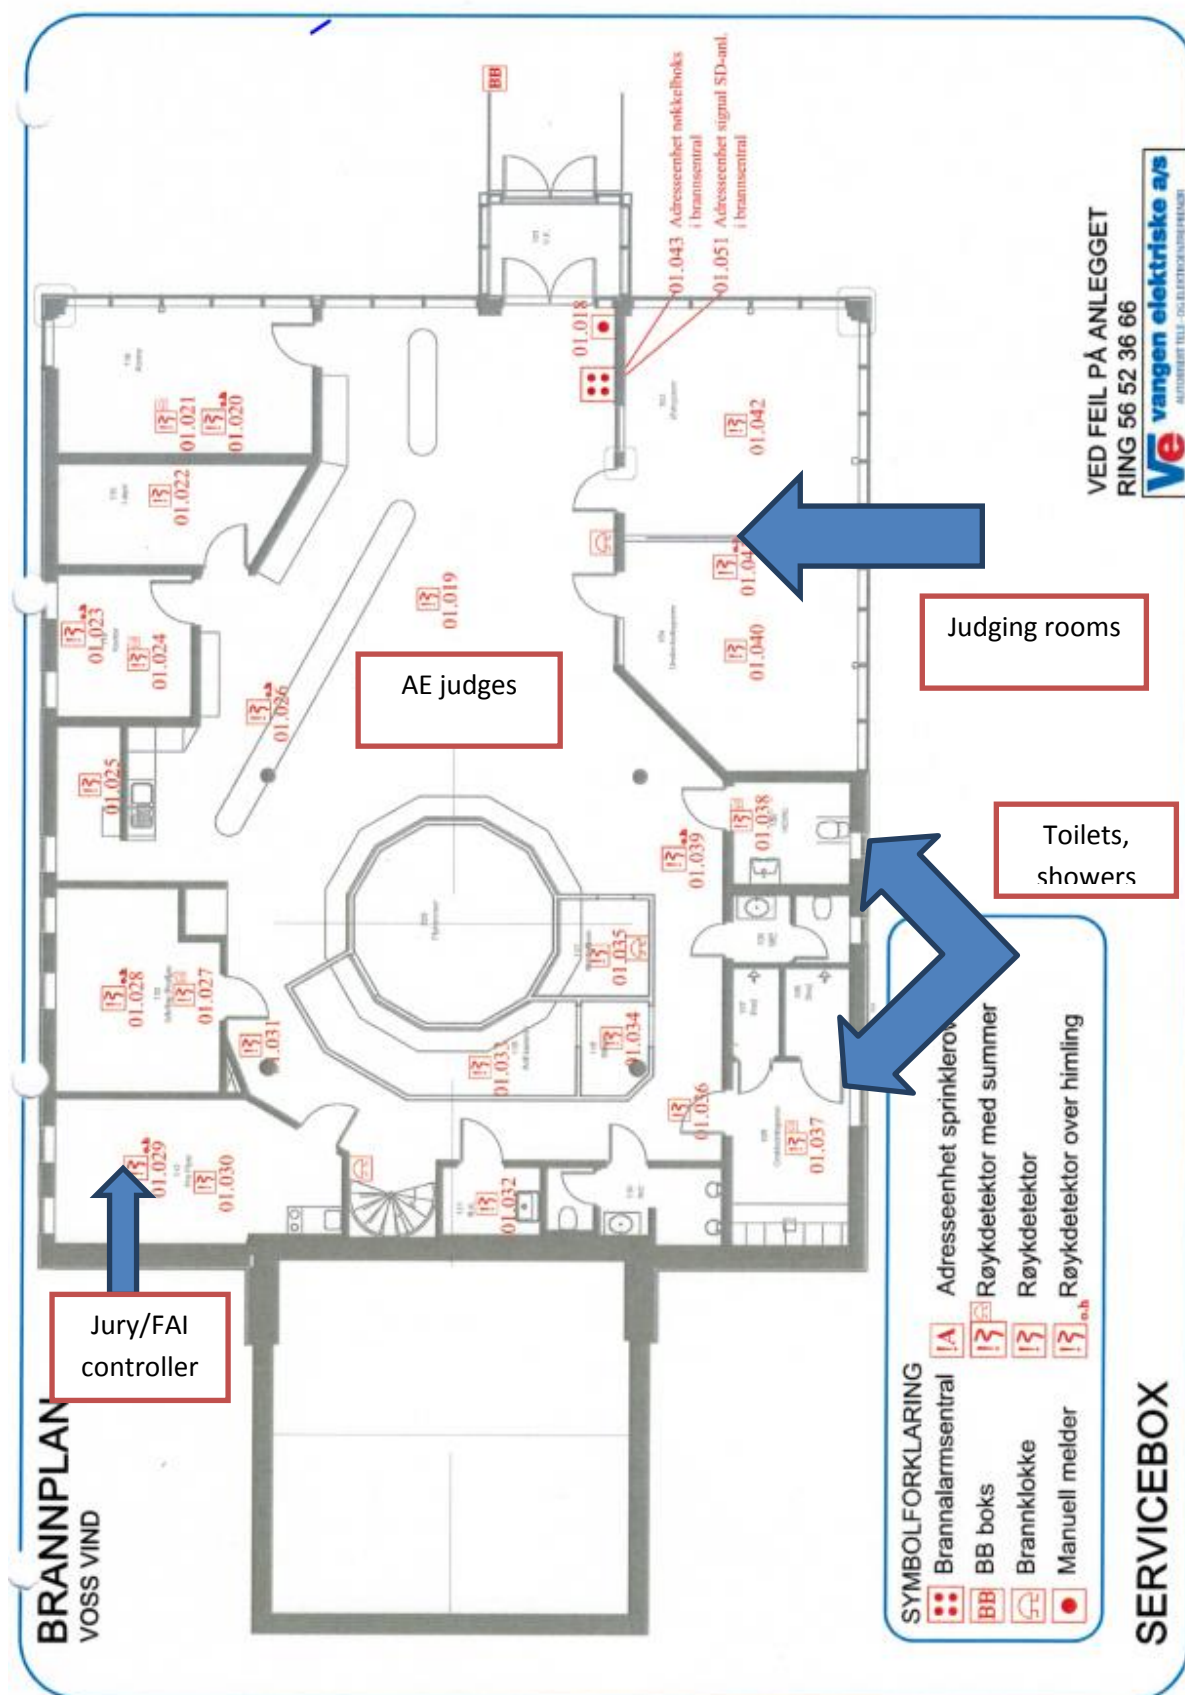 BRANNPLAN
VOSS VIND
BB
01.043 Adresseenhet nøkkelboks
i brannsentral
01.051 Adresseenhet signal SD-anl.
i brannsentral
01.018
01.021
01.020
01.022
01.023
01.024
01.026
01.025
01.019
01.042
01.04
01.040
01.028
01.027
01.031
01.029
01.030
01.033
01.035
01.034
01.032
01.036
01.037
01.038
01.039
AE judges
Judging rooms
Toilets,
showers
Jury/FAI
controller
VED FEIL PÅ ANLEGGET
RING 56 52 36 66
Ve vangen elektriske a/s
SYMBOLFORKLARING
Brannalarmsentral
BB BB boks
Brannklokke
Manuell melder
!A Adresseenhet sprinklerov
Røykdetektor med summer
Røykdetektor
o.h Røykdetektor over himling
SERVICEBOX